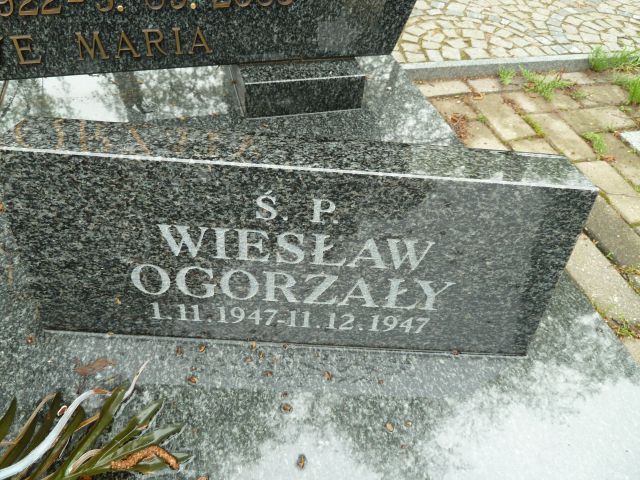 MARIA
Ś. P.
WIESŁAW
OGORZAŁY
1.11.1947-11.12.1947